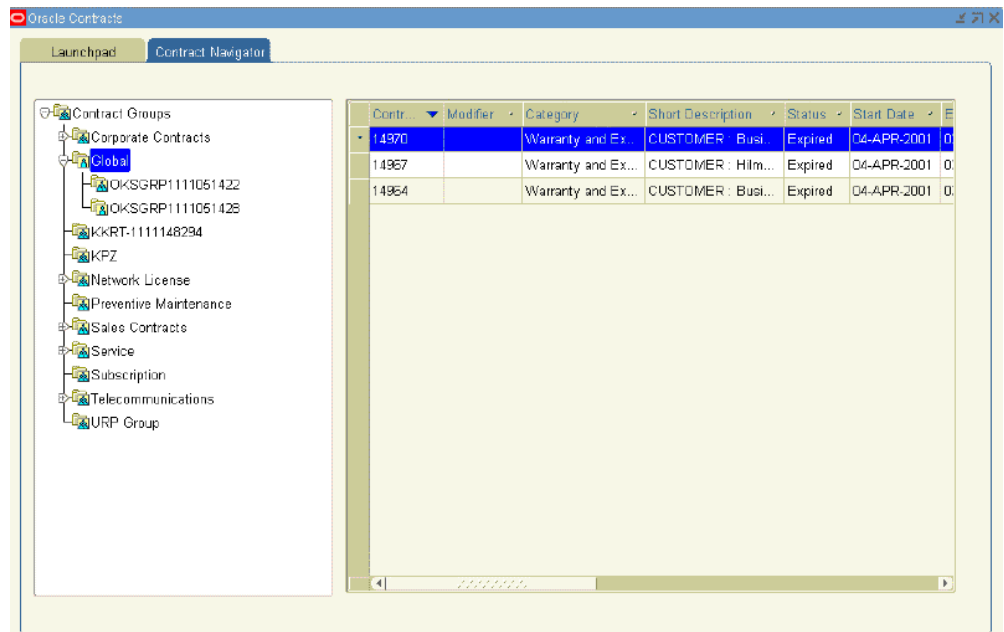 Oracle Contracts
Launchpad Contract Navigator
Contract Groups
Corporate Contracts
Global
OKSGRP1111051422
OKSGRP1111051428
KKRT-1111148294
KPZ
Network License
Preventive Maintenance
Sales Contracts
Service
Subscription
Telecommunications
URP Group
Contr... Modifier Category Short Description Status Start Date E
14970 Warranty and Ex... CUSTOMER : Busi... Expired 04-APR-2001 0
14967 Warranty and Ex... CUSTOMER : Hilm... Expired 04-APR-2001 0
14964 Warranty and Ex... CUSTOMER : Busi... Expired 04-APR-2001 0